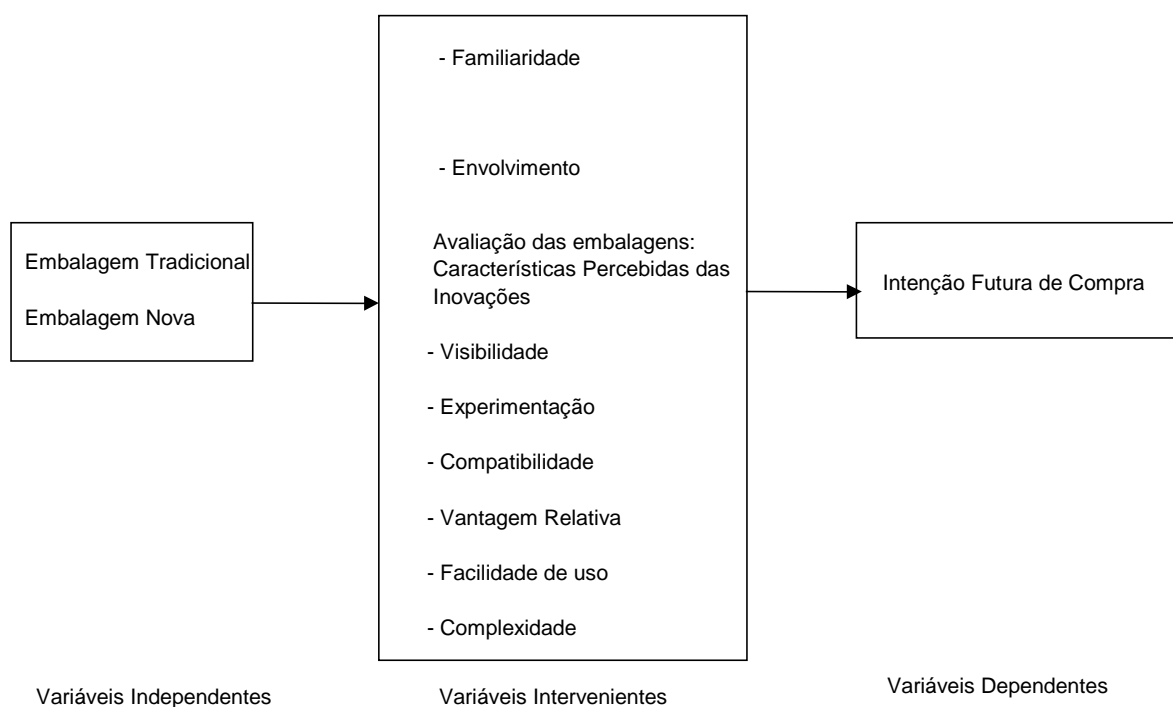 - Familiaridade
- Envolvimento
Avaliação das embalagens:
Características Percebidas das
Inovações
- Visibilidade
- Experimentação
- Compatibilidade
- Vantagem Relativa
- Facilidade de uso
- Complexidade
Embalagem Tradicional
Embalagem Nova
Intenção Futura de Compra
Variáveis Independentes
Variáveis Intervenientes
Variáveis Dependentes